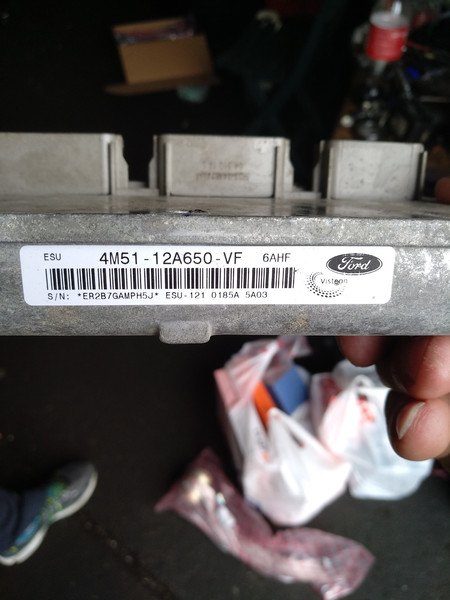 ESU 4M51-12A650-VF 6AHF
Ford
Visteon
S/N: *ER2B7GAMPH5J* ESU-121 0185A 5A03